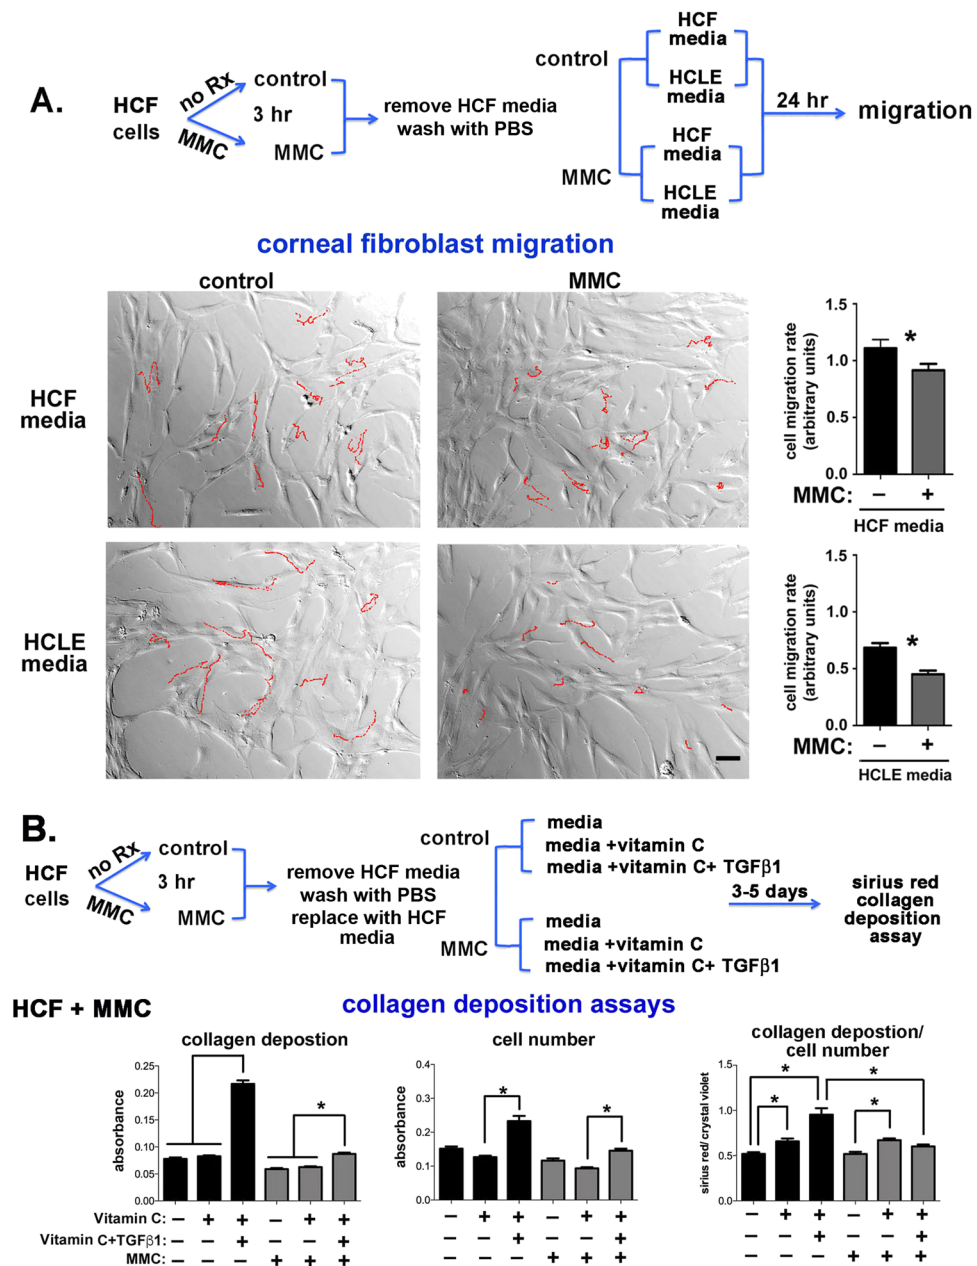 A.
HCF
cells
no Rx
MMC
control
3 hr
MMC
remove HCF media
wash with PBS
control
MMC
HCF
media
HCLE
media
HCF
media
HCLE
media
24 hr
migration
corneal fibroblast migration
control
MMC
HCF
media
HCLE
media
cell migration rate
(arbitrary units)
1.5
1.0
0.5
0.0
*
MMC: − +
HCF media
cell migration rate
(arbitrary units)
1.5
1.0
0.5
0.0
*
MMC: − +
HCLE media
B.
HCF
cells
no Rx
MMC
control
3 hr
MMC
remove HCF media
wash with PBS
replace with HCF
media
control
media
media +vitamin C
media +vitamin C+ TGFβ1
MMC
media
media +vitamin C
media +vitamin C+ TGFβ1
3-5 days
sirius red
collagen
deposition
assay
HCF + MMC
collagen deposition assays
collagen depostion
absorbance
0.25
0.20
0.15
0.10
0.05
0.00
*
Vitamin C: − + + − + +
Vitamin C+TGFβ1: + +
MMC: + + +
cell number
absorbance
0.4
0.3
0.2
0.1
0.0
* *
− + + − + +
+ +
+ + +
collagen depostion/
cell number
sirius red/ crystal violet
1.5
1.0
0.5
0.0
* * * *
− + + − + +
+ +
+ + +